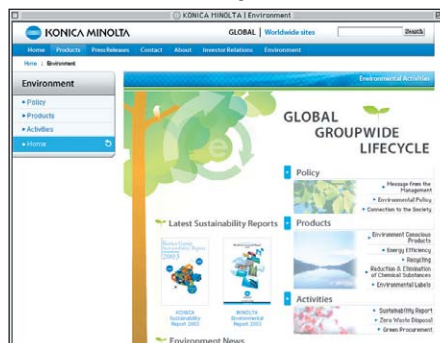 KONICA MINOLTA | Environment
KONICA MINOLTA
GLOBAL | Worldwide sites
Search
Home Products Press Releases Contact About Investor Relations Environment
Home > Environment
Environment
Environmental Activities
Policy
Products
Activities
Home
GLOBAL
GROUPWIDE
LIFECYCLE
e
Policy
Message from the
Management
Environmental Policy
Connection to the Society
Latest Sustainability Reports
Products
Environment Conscious
Products
Energy Efficiency
Recycling
Reduction & Elimination
of Chemical Substances
Environmental Labels
KONICA
Sustainability
Report 2003
MINOLTA
Environmental
Report 2003
Activities
Sustainability Report
Zero Waste Disposal
Green Procurement
Environment News